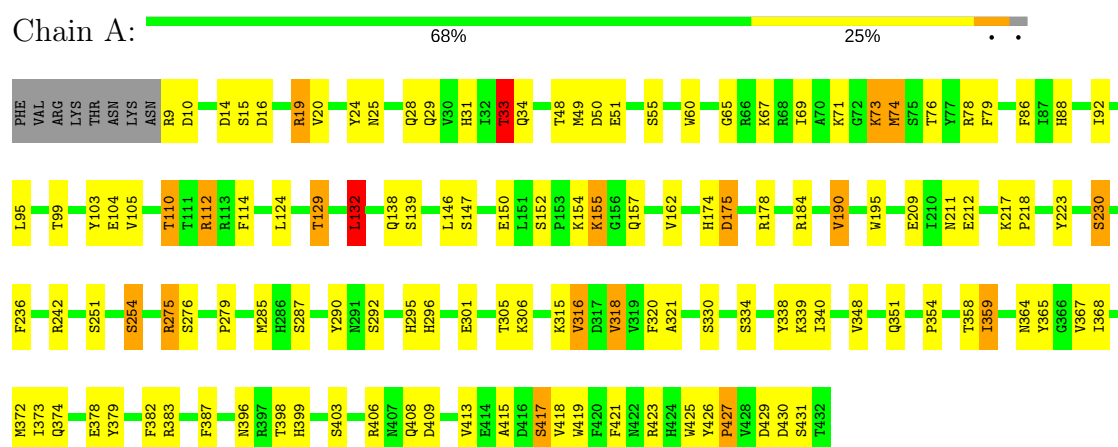 Chain A:
68% 25% • •
PHE VAL ARG LYS THR ASN LYS ASN R9 D10 D14 S15 D16 R19 V20 Y24 N25 Q28 Q29 V30 H31 I32 T33 Q34 T48 M49 D50 E51 S55 W60 G65 R66 K67 R68 I69 A70 K71 G72 K73 M74 S75 T76 Y77 R78 F79 F86 I87 H88 I92
L95 T99 Y103 E104 V105 T110 T111 R112 R113 F114 L124 T129 L132 Q138 S139 L146 S147 E150 L151 S152 P153 K154 K155 G156 Q157 V162 H174 D175 R178 R184 V190 W195 E209 I210 N211 E212 K217 P218 Y223 S230
F236 R242 S251 S254 R275 S276 P279 M285 H286 S287 Y290 N291 S292 H295 H296 E301 T305 K306 K315 V316 D317 V318 V319 F320 A321 S330 S334 Y338 K339 I340 V348 Q351 P354 T358 I359 N364 Y365 G366 V367 I368
M372 I373 Q374 E378 Y379 F382 R383 F387 N396 R397 T398 H399 S403 R406 N407 Q408 D409 V413 E414 A415 D416 S417 V418 W419 F420 F421 N422 R423 H424 W425 Y426 P427 V428 D429 D430 S431 T432